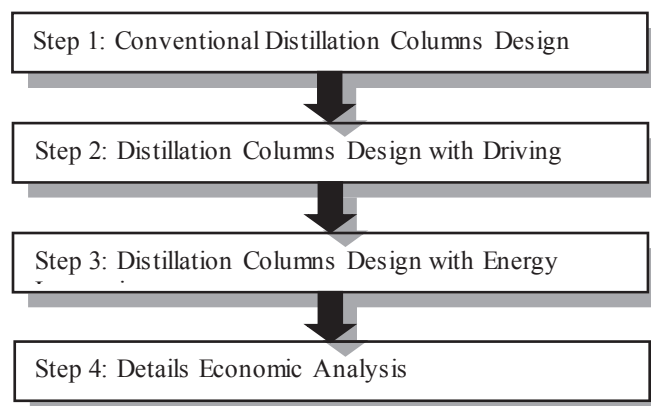 Step 1: Conventional Distillation Columns Design
Step 2: Distillation Columns Design with Driving
Step 3: Distillation Columns Design with Energy
Step 4: Details Economic Analysis